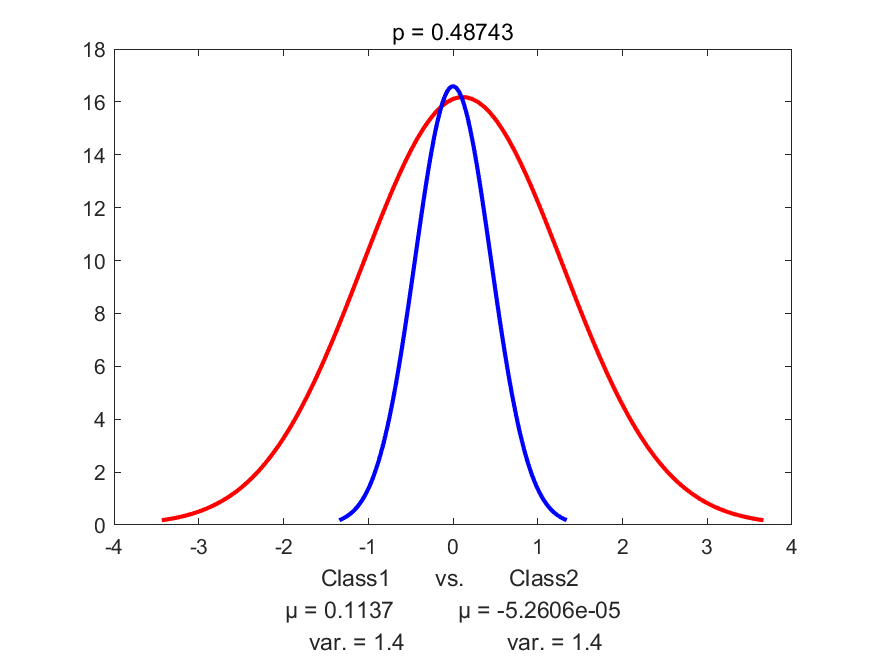 p = 0.48743
18
16
14
12
10
8
6
4
2
0
-4 -3 -2 -1 0 1 2 3 4
Class1 vs. Class2
μ = 0.1137 μ = -5.2606e-05
var. = 1.4 var. = 1.4